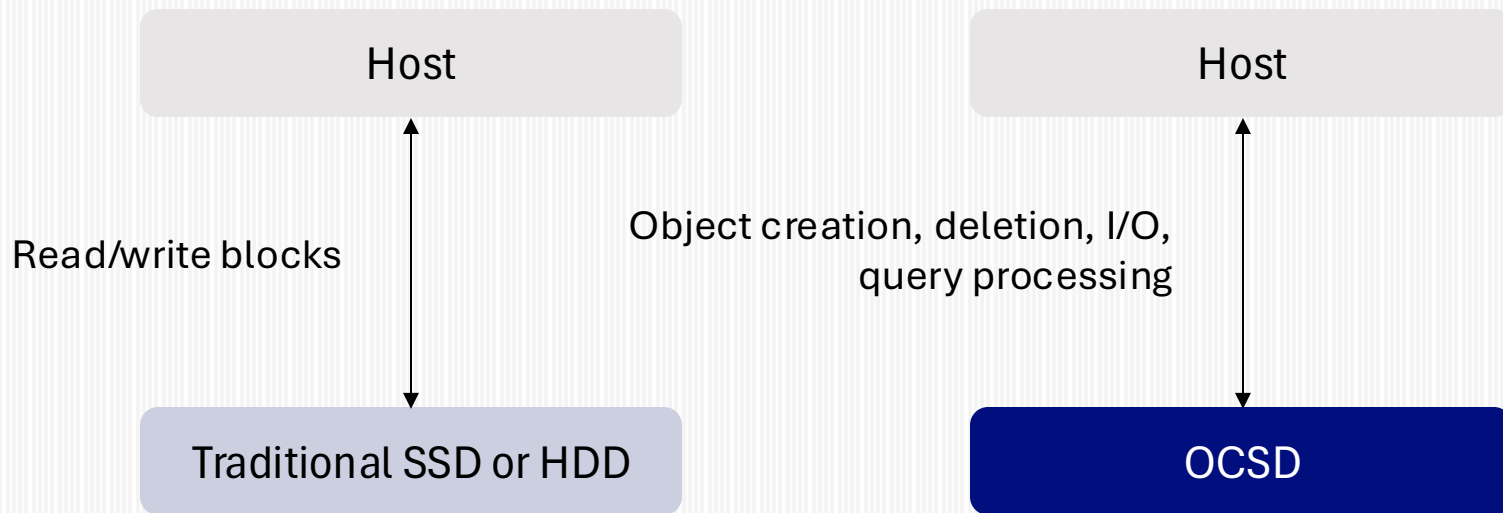 Host
Host
Read/write blocks
Object creation, deletion, I/O,
query processing
Traditional SSD or HDD
OCSD